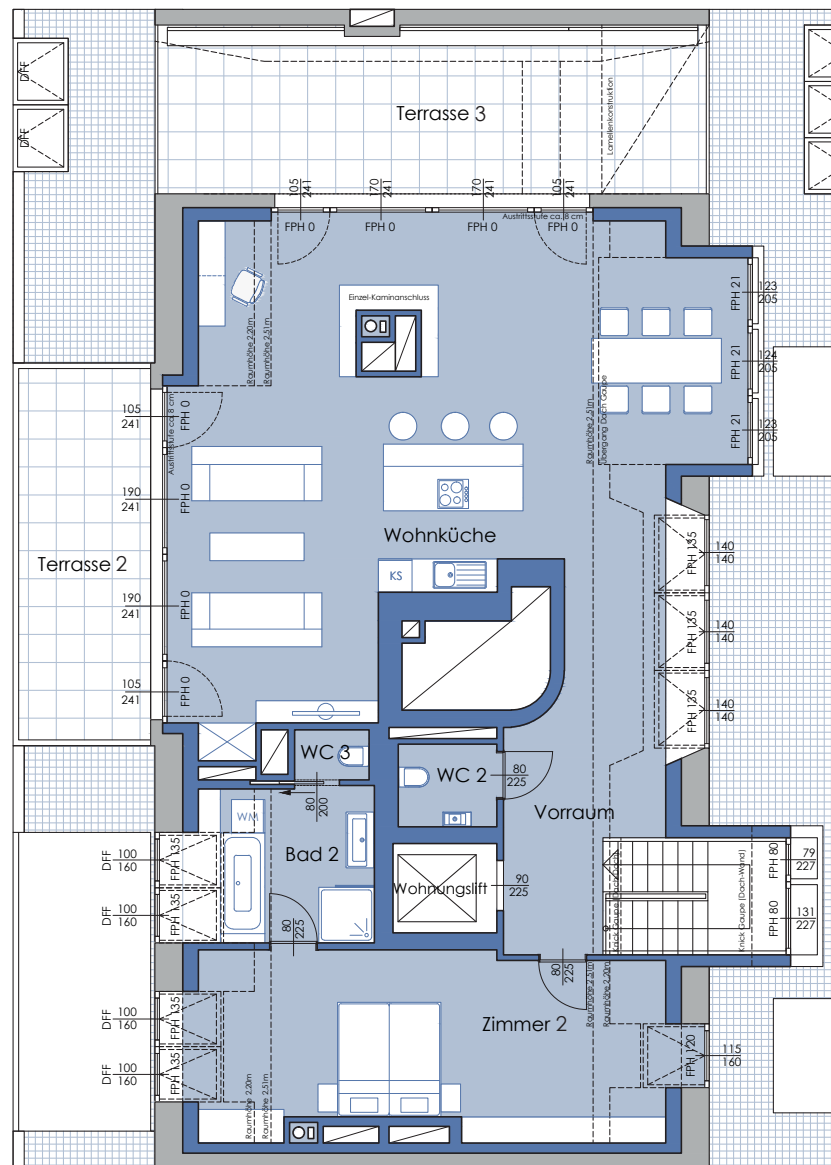 DFF
DFF
Terrasse 3
Lamellenkonstruktion
105
241
170
241
170
241
105
241
Austrittsstufe ca. 8 cm
FPH 0
FPH 0
FPH 0
FPH 0
Einzel-Kaminanschluss
Raumhöhe 2,20m
Raumhöhe 2,51m
FPH 21
123
205
FPH 21
124
205
FPH 21
123
205
Raumhöhe 2,51m
Übergang Dach Gaupe
105
241
FPH 0
Austrittsstufe ca. 8 cm
190
241
FPH 0
Terrasse 2
190
241
FPH 0
105
241
FPH 0
Wohnküche
KS
FPH 135
140
140
FPH 135
140
140
FPH 135
140
140
WC 3
WC 2
80
225
80
200
Vorraum
WM
Bad 2
DFF
100
160
FPH 135
DFF
100
160
FPH 135
80
225
Wohnungslift
90
225
Knick Gaupe (Dach-Wand)
FPH 80
79
227
FPH 80
131
227
80
225
Raumhöhe 2,51m
Raumhöhe 2,20m
Zimmer 2
DFF
100
160
FPH 135
DFF
100
160
FPH 135
FPH 120
115
160
Raumhöhe 2,20m
Raumhöhe 2,51m